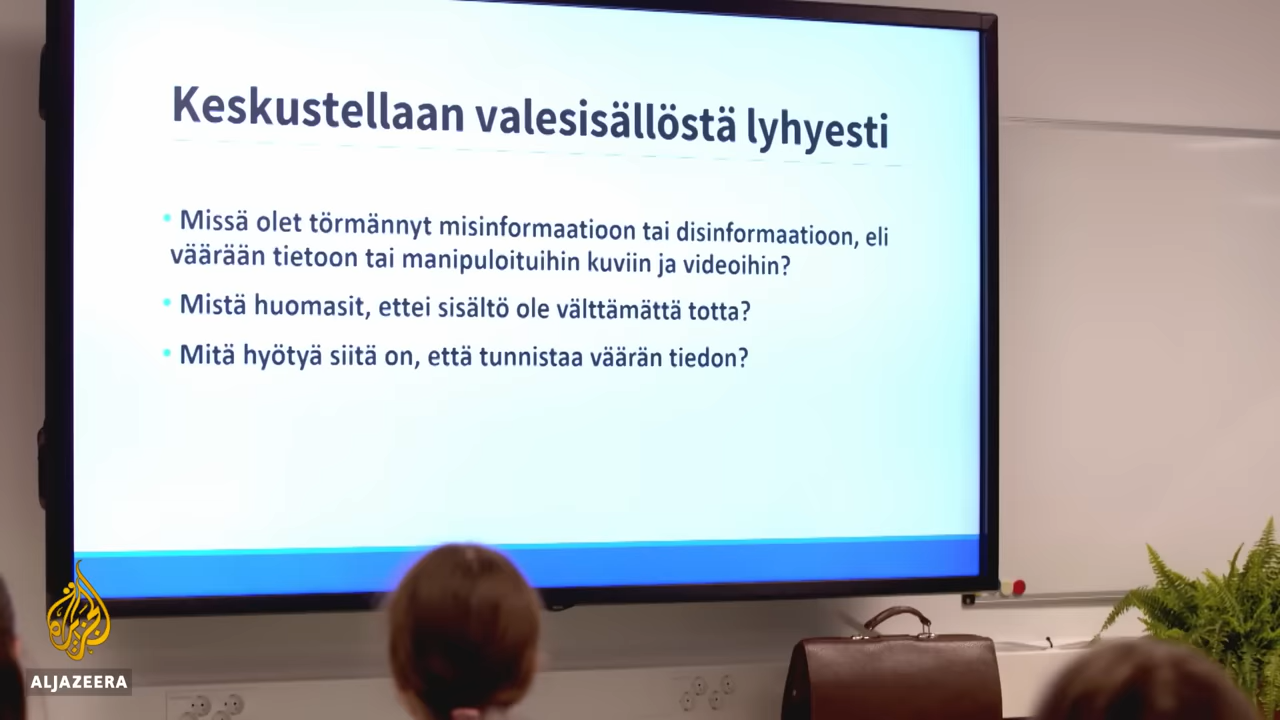 Keskustellaan valesisällöstä lyhyesti
• Missä olet törmännyt misinformaatioon tai disinformaatioon, eli
väärään tietoon tai manipuloituihin kuviin ja videoihin?
• Mistä huomasit, ettei sisältö ole välttämättä totta?
• Mitä hyötyä siitä on, että tunnistaa väärän tiedon?
الجزيرة
ALJAZEERA